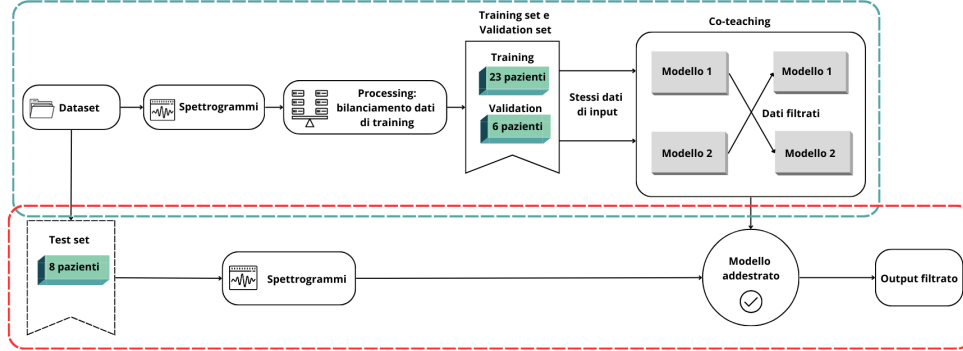 Training set e
Validation set
Co-teaching
Dataset
Spettrogrammi
Processing:
bilanciamento dati
di training
Training
23 pazienti
Validation
6 pazienti
Stessi dati
di input
Modello 1
Modello 1
Dati filtrati
Modello 2
Modello 2
Test set
8 pazienti
Spettrogrammi
Modello
addestrato
Output filtrato